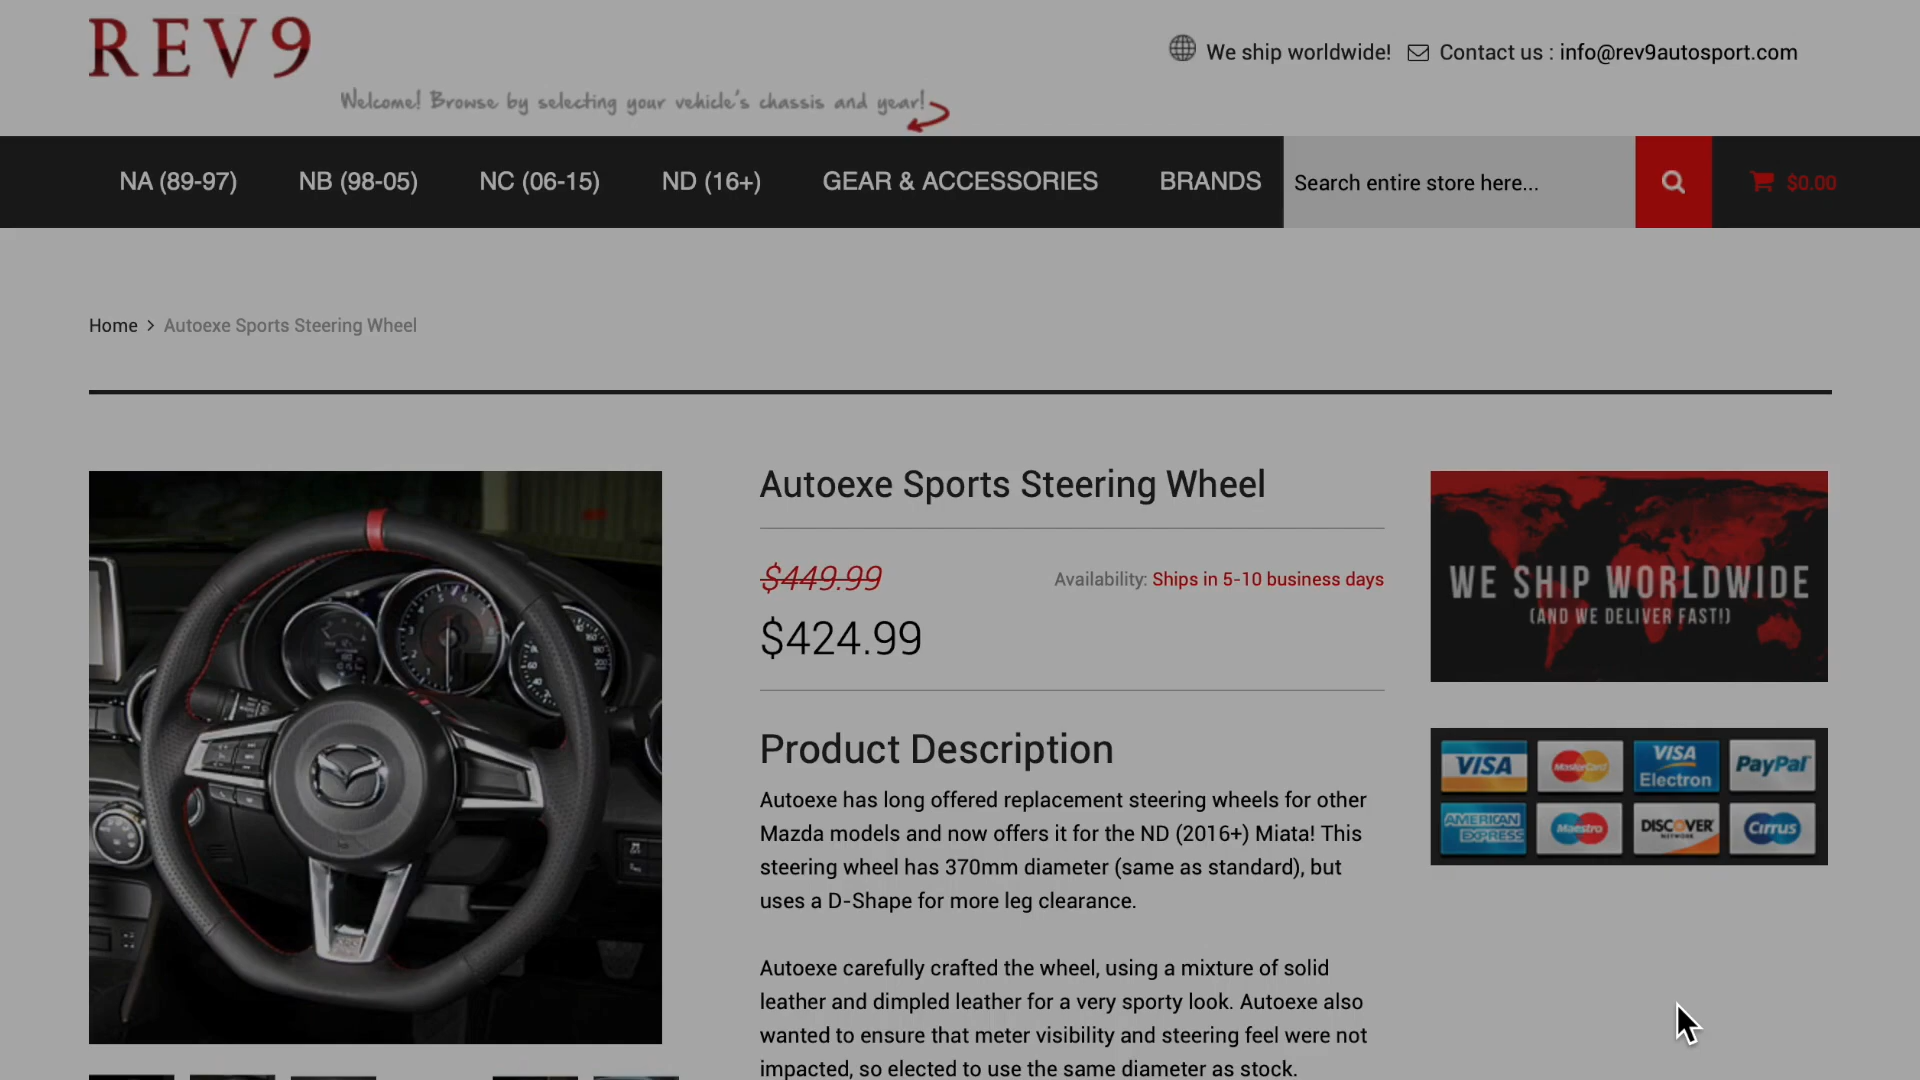 REV9
We ship worldwide! Contact us : info@rev9autosport.com
Welcome! Browse by selecting your vehicle's chassis and year!
NA (89-97) NB (98-05) NC (06-15) ND (16+) GEAR & ACCESSORIES BRANDS Search entire store here... $0.00
Home > Autoexe Sports Steering Wheel
Autoexe Sports Steering Wheel
$449.99 Availability: Ships in 5-10 business days
$424.99
WE SHIP WORLDWIDE
(AND WE DELIVER FAST!)
Product Description
Autoexe has long offered replacement steering wheels for other
Mazda models and now offers it for the ND (2016+) Miata! This
steering wheel has 370mm diameter (same as standard), but
uses a D-Shape for more leg clearance.
Autoexe carefully crafted the wheel, using a mixture of solid
leather and dimpled leather for a very sporty look. Autoexe also
wanted to ensure that meter visibility and steering feel were not
impacted, so elected to use the same diameter as stock.
VISA MasterCard VISA Electron PayPal
AMERICAN EXPRESS Maestro DISCOVER NETWORK Cirrus